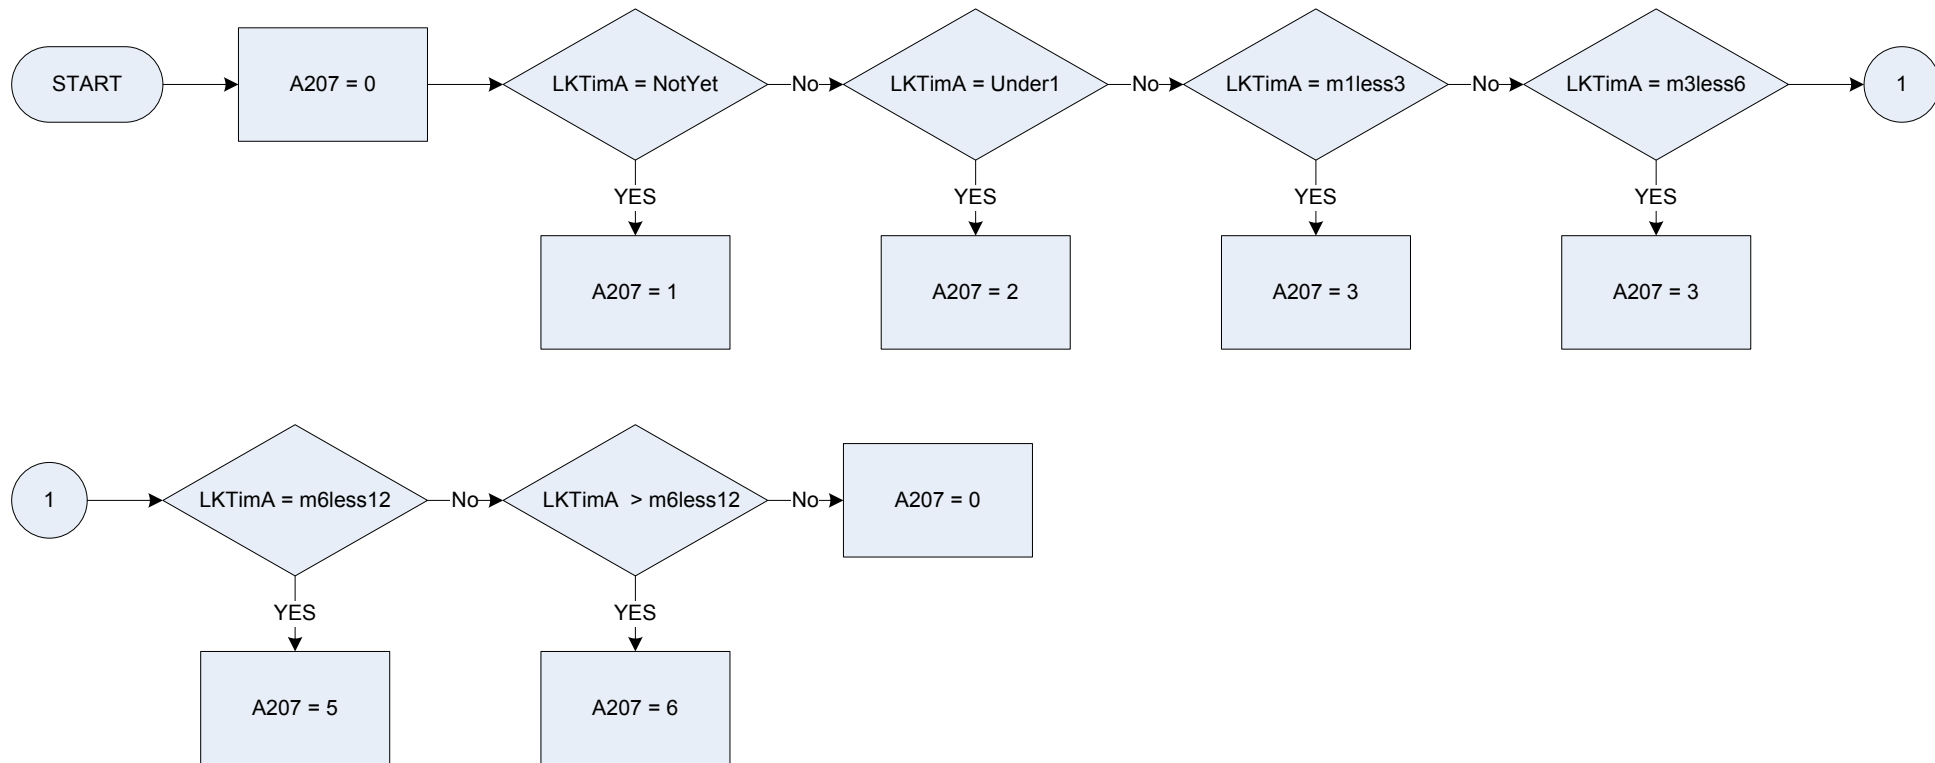 START
A207 = 0
LKTimA = NotYet
No
LKTimA = Under1
No
LKTimA = m1less3
No
LKTimA = m3less6
1
YES
YES
YES
YES
A207 = 1
A207 = 2
A207 = 3
A207 = 3
1
LKTimA = m6less12
No
LKTimA  > m6less12
No
A207 = 0
YES
YES
A207 = 5
A207 = 6